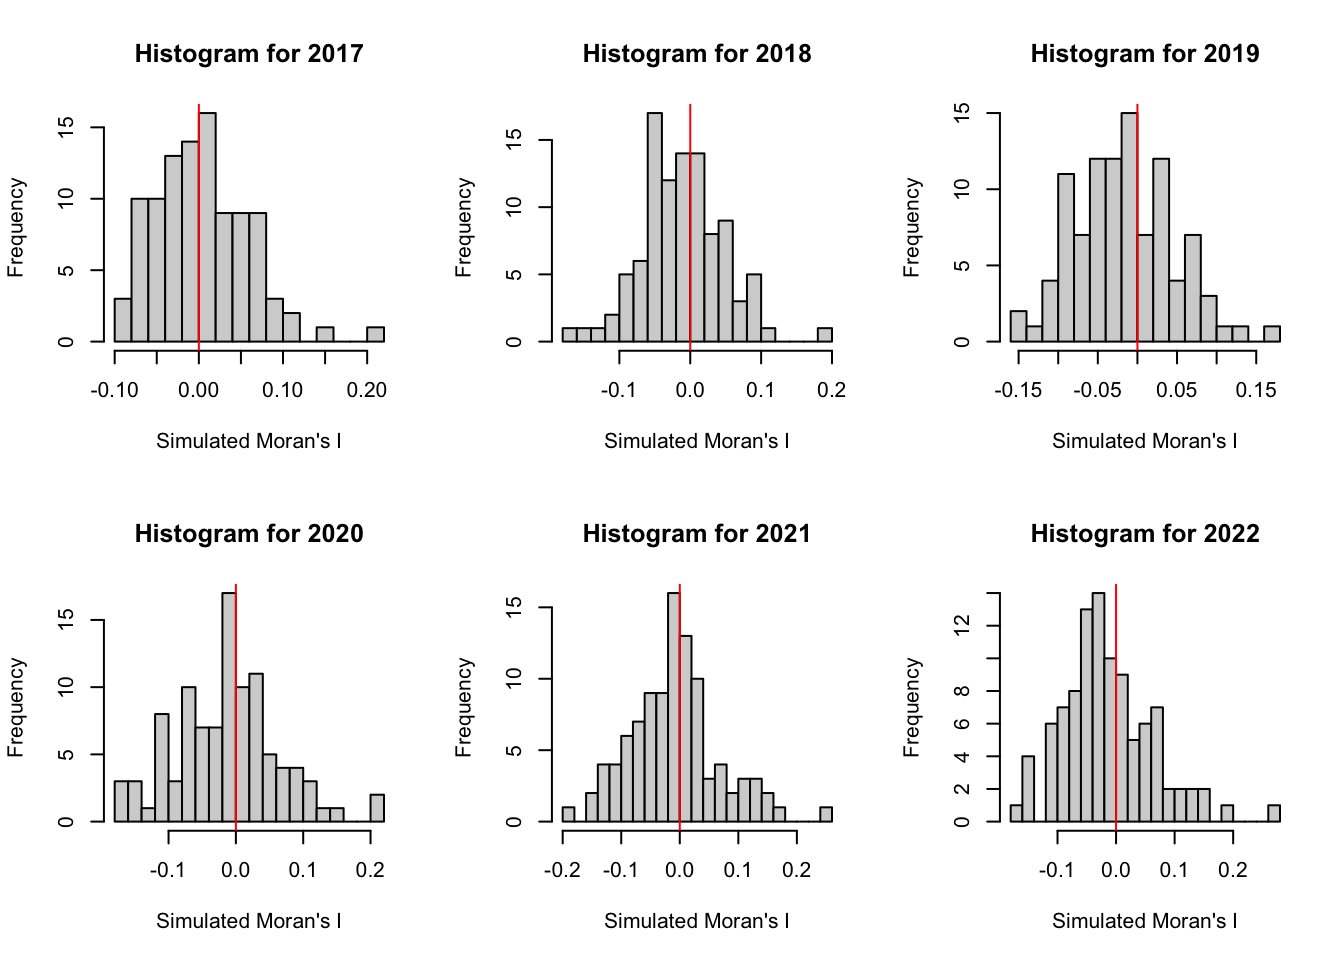 Histogram for 2017
Frequency
0 5 10 15
-0.10 0.00 0.10 0.20
Simulated Moran's I
Histogram for 2018
Frequency
0 5 10 15
-0.1 0.0 0.1 0.2
Simulated Moran's I
Histogram for 2019
Frequency
0 5 10 15
-0.15 -0.05 0.05 0.15
Simulated Moran's I
Histogram for 2020
Frequency
0 5 10 15
-0.1 0.0 0.1 0.2
Simulated Moran's I
Histogram for 2021
Frequency
0 5 10 15
-0.2 -0.1 0.0 0.1 0.2
Simulated Moran's I
Histogram for 2022
Frequency
0 2 4 6 8 12
-0.1 0.0 0.1 0.2
Simulated Moran's I